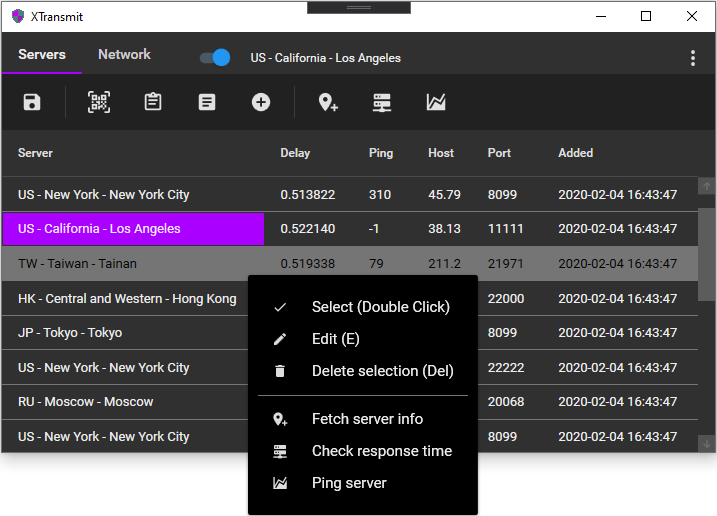 XTransmit
Servers Network US - California - Los Angeles
Server Delay Ping Host Port Added
US - New York - New York City 0.513822 310 45.79 8099 2020-02-04 16:43:47
US - California - Los Angeles 0.522140 -1 38.13 11111 2020-02-04 16:43:47
TW - Taiwan - Tainan 0.519338 79 211.2 21971 2020-02-04 16:43:47
HK - Central and Western - Hong Kong 22000 2020-02-04 16:43:47
JP - Tokyo - Tokyo 8099 2020-02-04 16:43:47
US - New York - New York City 22222 2020-02-04 16:43:47
RU - Moscow - Moscow 20068 2020-02-04 16:43:47
US - New York - New York City 8099 2020-02-04 16:43:47
Select (Double Click)
Edit (E)
Delete selection (Del)
Fetch server info
Check response time
Ping server